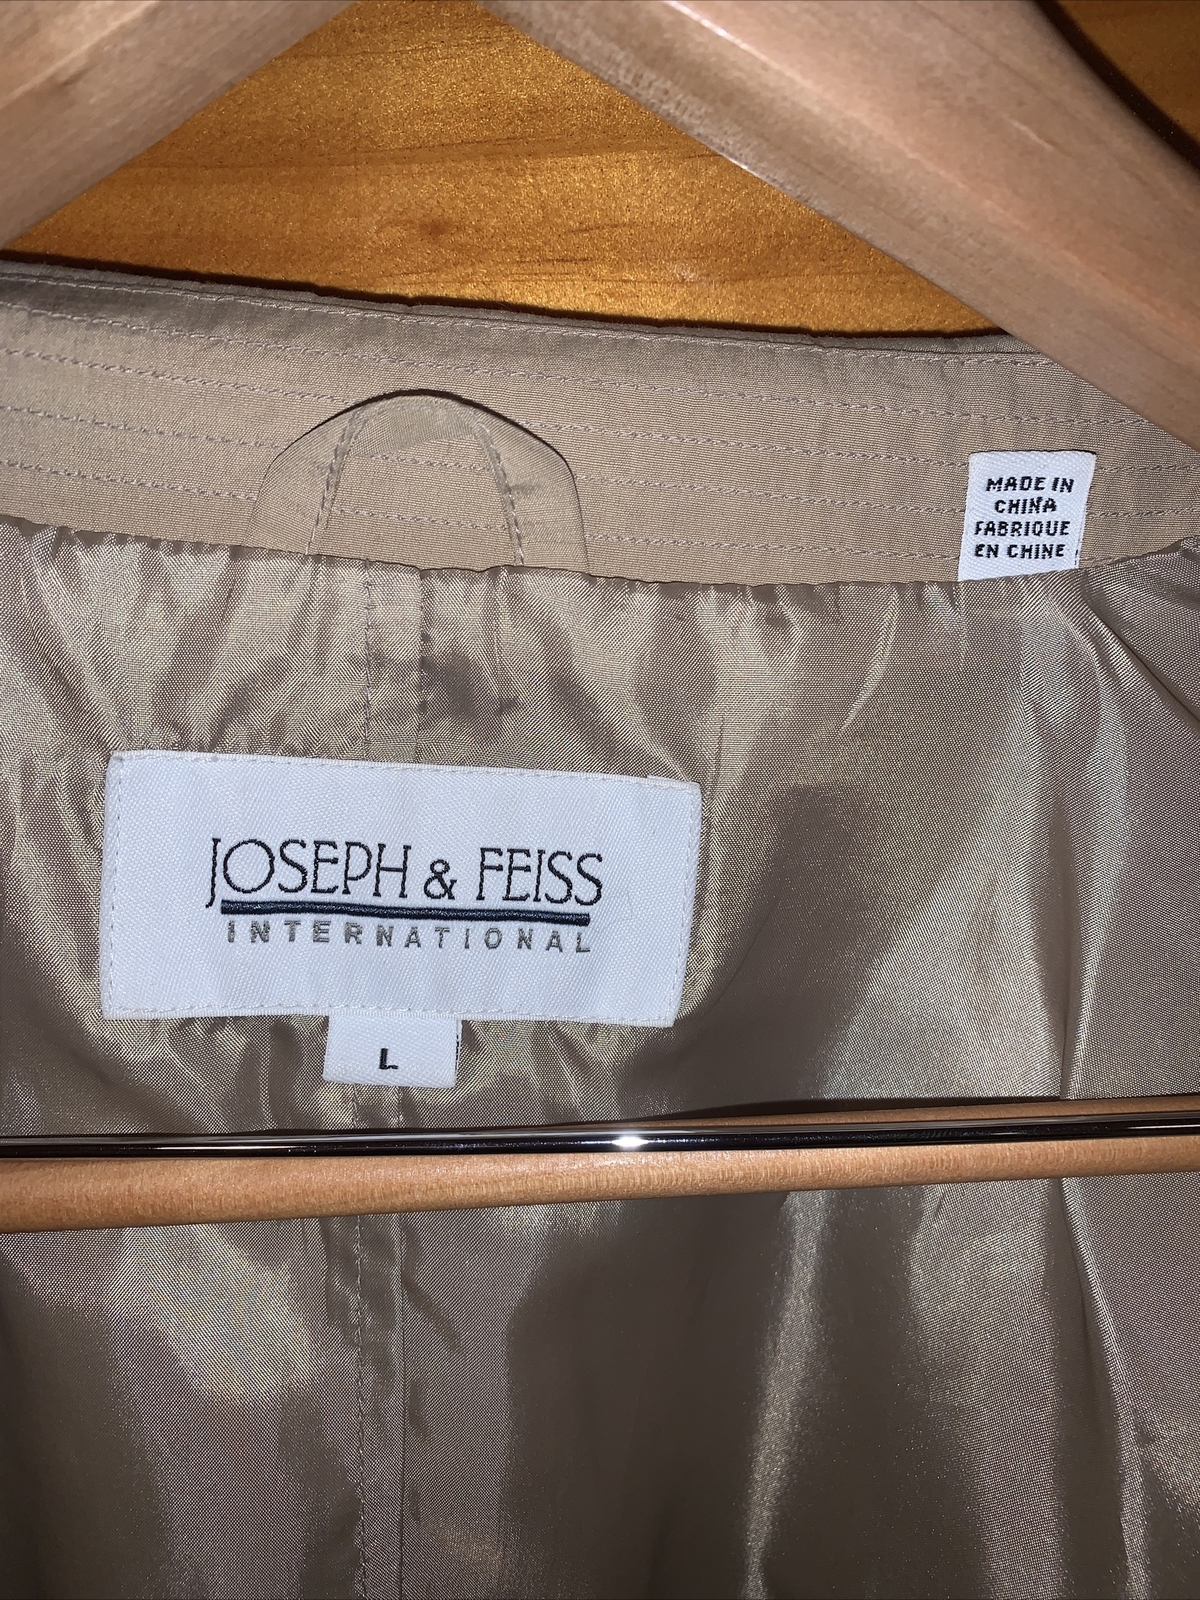 MADE IN
CHINA
FABRIQUE
EN CHINE
JOSEPH & FEISS
INTERNATIONAL
L